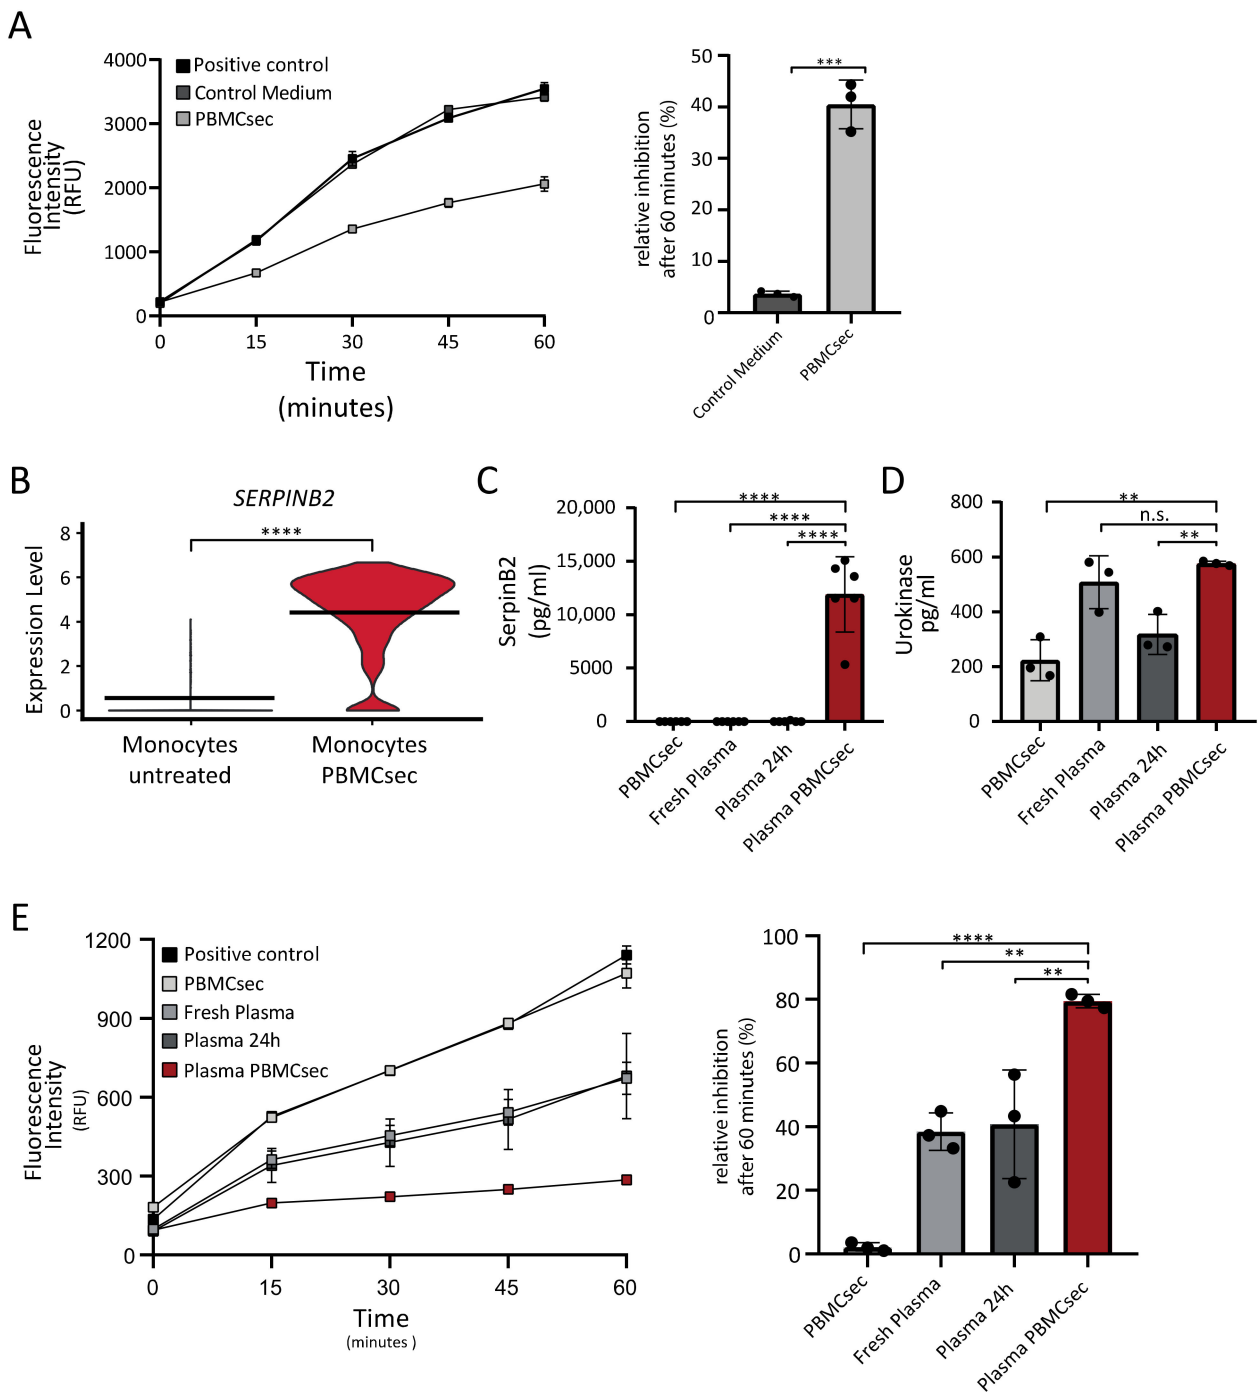 A
4000
3000
2000
1000
0
Fluorescence
Intensity
(RFU)
Positive control
Control Medium
PBMCsec
0 15 30 45 60
Time
(minutes)
50
40
30
20
10
0
relative inhibition
after 60 minutes (%)
***
Control Medium
PBMCsec
B
SERPINB2
****
8
6
4
2
0
Expression Level
Monocytes
untreated
Monocytes
PBMCsec
C
20,000
15,000
10,000
5000
0
SerpinB2
(pg/ml)
****
****
****
PBMCsec
Fresh Plasma
Plasma 24h
Plasma PBMCsec
D
800
600
400
200
0
Urokinase
pg/ml
**
n.s.
**
PBMCsec
Fresh Plasma
Plasma 24h
Plasma PBMCsec
E
1200
900
600
300
0
Fluorescence
Intensity
(RFU)
Positive control
PBMCsec
Fresh Plasma
Plasma 24h
Plasma PBMCsec
0 15 30 45 60
Time
(minutes )
100
80
60
40
20
0
relative inhibition
after 60 minutes (%)
****
**
**
PBMCsec
Fresh Plasma
Plasma 24h
Plasma PBMCsec